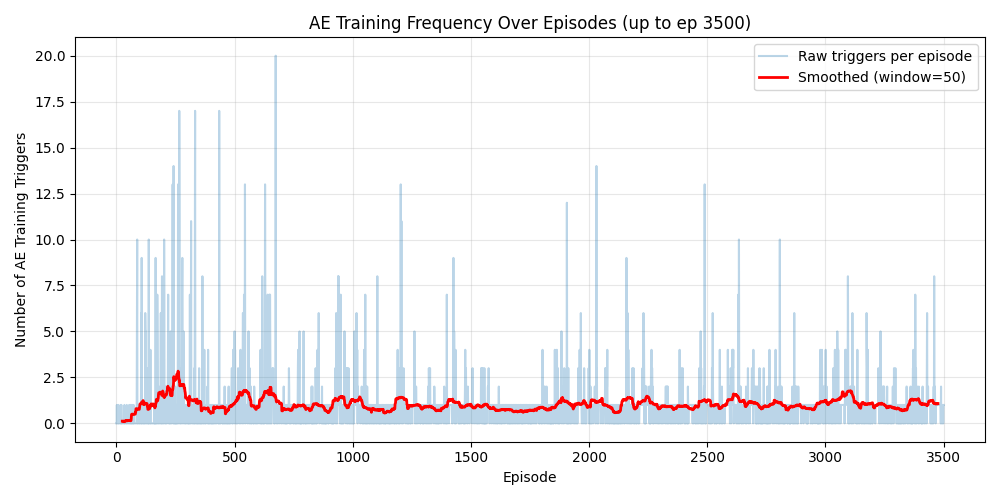 AE Training Frequency Over Episodes (up to ep 3500)
Raw triggers per episode
Smoothed (window=50)
Number of AE Training Triggers
20.0
17.5
15.0
12.5
10.0
7.5
5.0
2.5
0.0
0 500 1000 1500 2000 2500 3000 3500
Episode